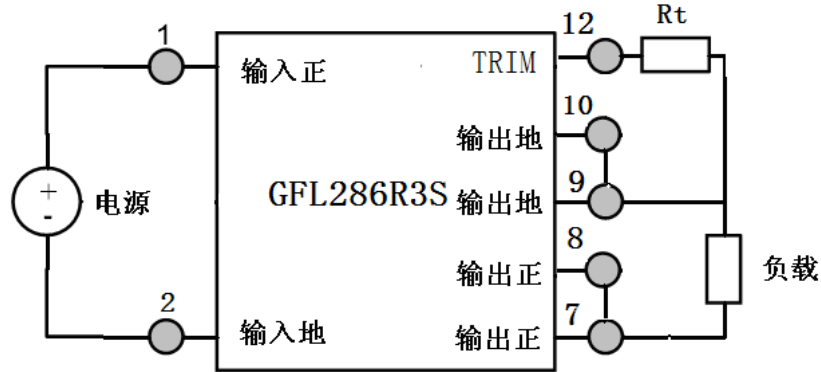 1
输入正
+
-
电源
2
输入地
GFL286R3S
TRIM
12
Rt
10
输出地
9
输出地
8
输出正
7
输出正
负载